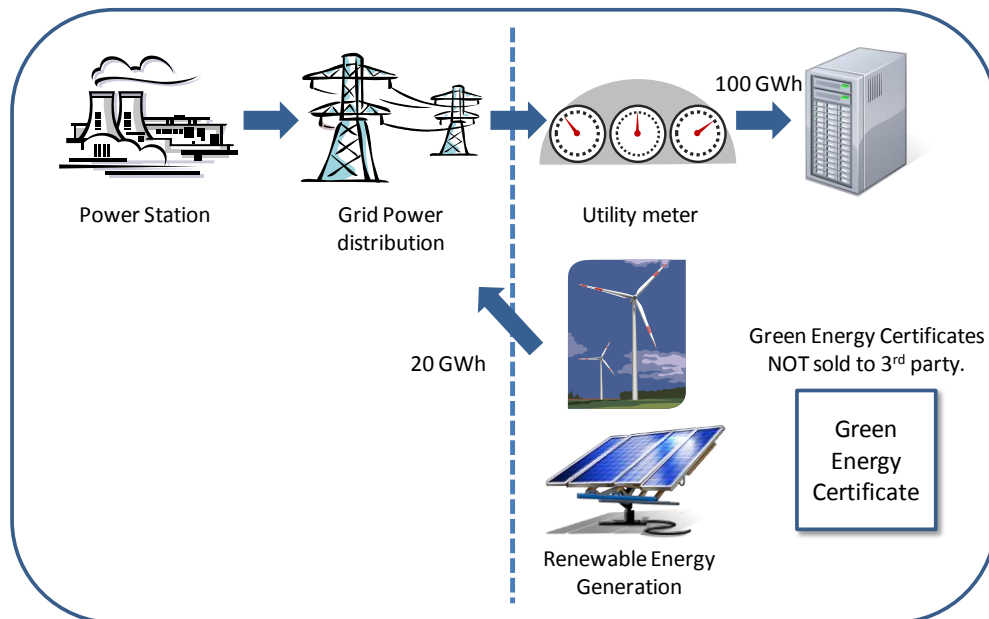 100 GWh
Power Station
Grid Power
distribution
Utility meter
20 GWh
Green Energy Certificates
NOT sold to 3rd party.
Green
Energy
Certificate
Renewable Energy
Generation